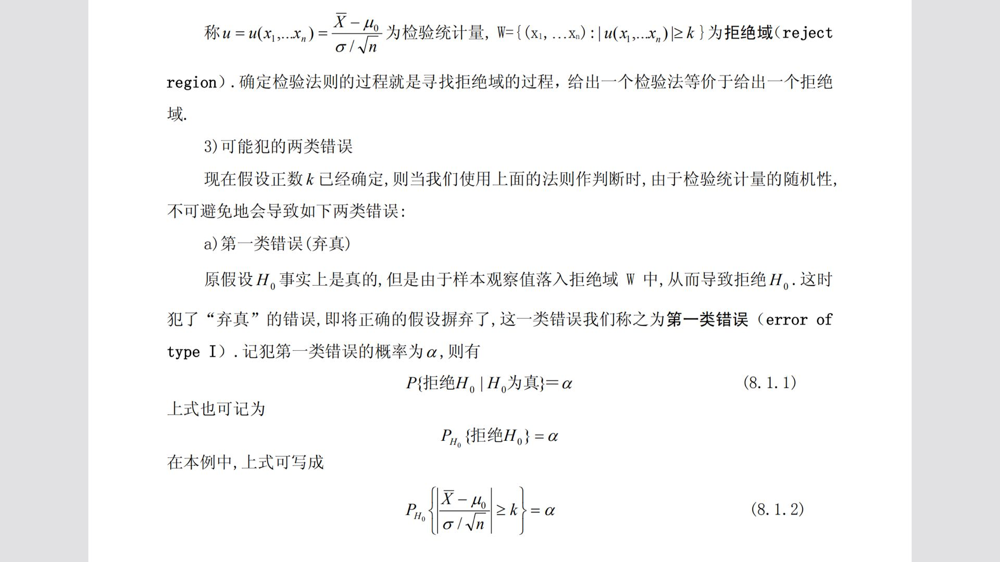 称 $u = u(x_1,...x_n) = \frac{\overline{X} - \mu_0}{\sigma / \sqrt{n}}$ 为检验统计量, W={(x₁,...xₙ):|$u(x_1,...x_n)$|≥ k }为拒绝域(reject
region).确定检验法则的过程就是寻找拒绝域的过程，给出一个检验法等价于给出一个拒绝
域.
3)可能犯的两类错误
现在假设正数 k 已经确定,则当我们使用上面的法则作判断时,由于检验统计量的随机性,
不可避免地会导致如下两类错误:
a)第一类错误(弃真)
原假设 $H_0$ 事实上是真的,但是由于样本观察值落入拒绝域 W 中,从而导致拒绝 $H_0$.这时
犯了“弃真”的错误,即将正确的假设摒弃了,这一类错误我们称之为第一类错误（error of
type I）.记犯第一类错误的概率为 α,则有
$P\{拒绝H_0 | H_0为真\}=α$ (8.1.1)
上式也可记为
$P_{H_0}\{拒绝H_0\} = α$
在本例中,上式可写成
$P_{H_0}\left\{\left|\frac{\overline{X} - \mu_0}{\sigma / \sqrt{n}}\right| ≥ k\right\} = α$ (8.1.2)